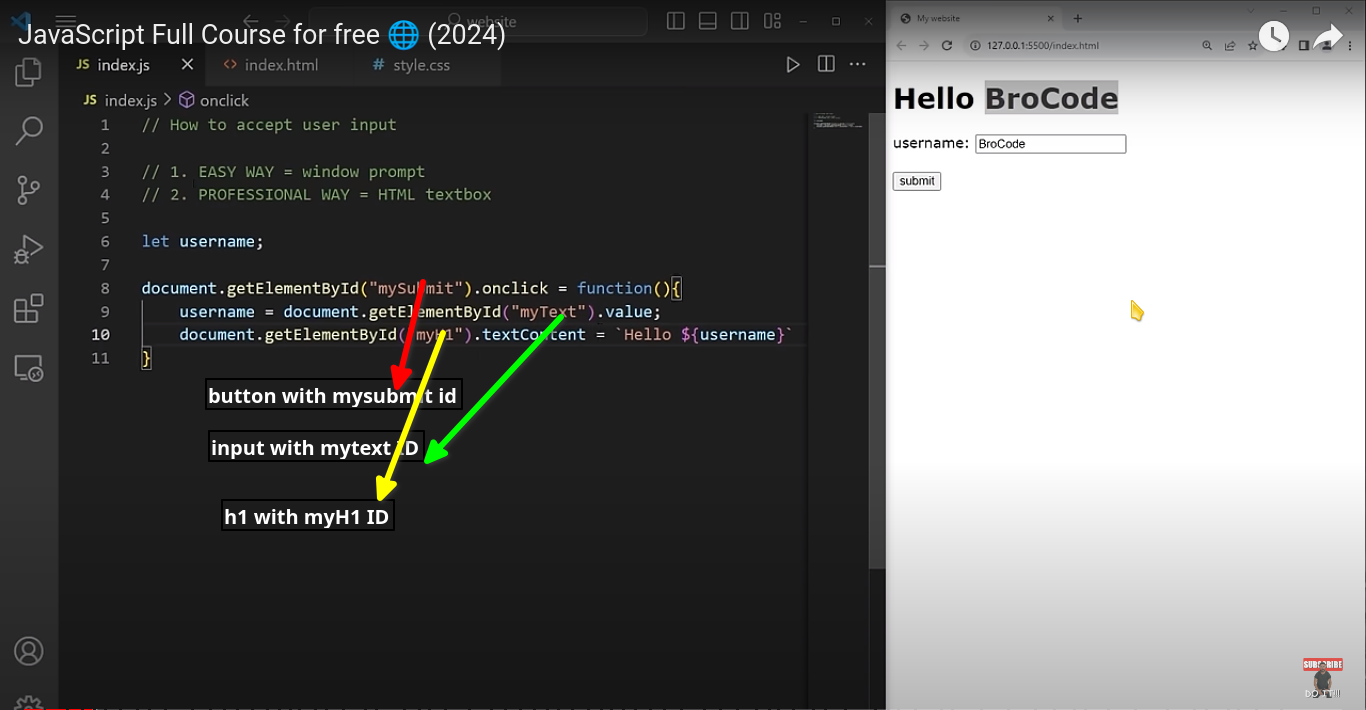 JavaScript Full Course for free 🌐 (2024)
website
JS index.js
<> index.html
# style.css
JS index.js > onclick
1 // How to accept user input
2
3 // 1. EASY WAY = window prompt
4 // 2. PROFESSIONAL WAY = HTML textbox
5
6 let username;
7
8 document.getElementById("mySubmit").onclick = function(){
9 username = document.getElementById("myText").value;
10 document.getElementById("myH1").textContent = `Hello ${username}`
11 }
button with mysubmit id
input with mytext ID
h1 with myH1 ID
My website
127.0.0.1:5500/index.html
Hello BroCode
username: BroCode
submit
SUBSCRIBE
DO IT!!!